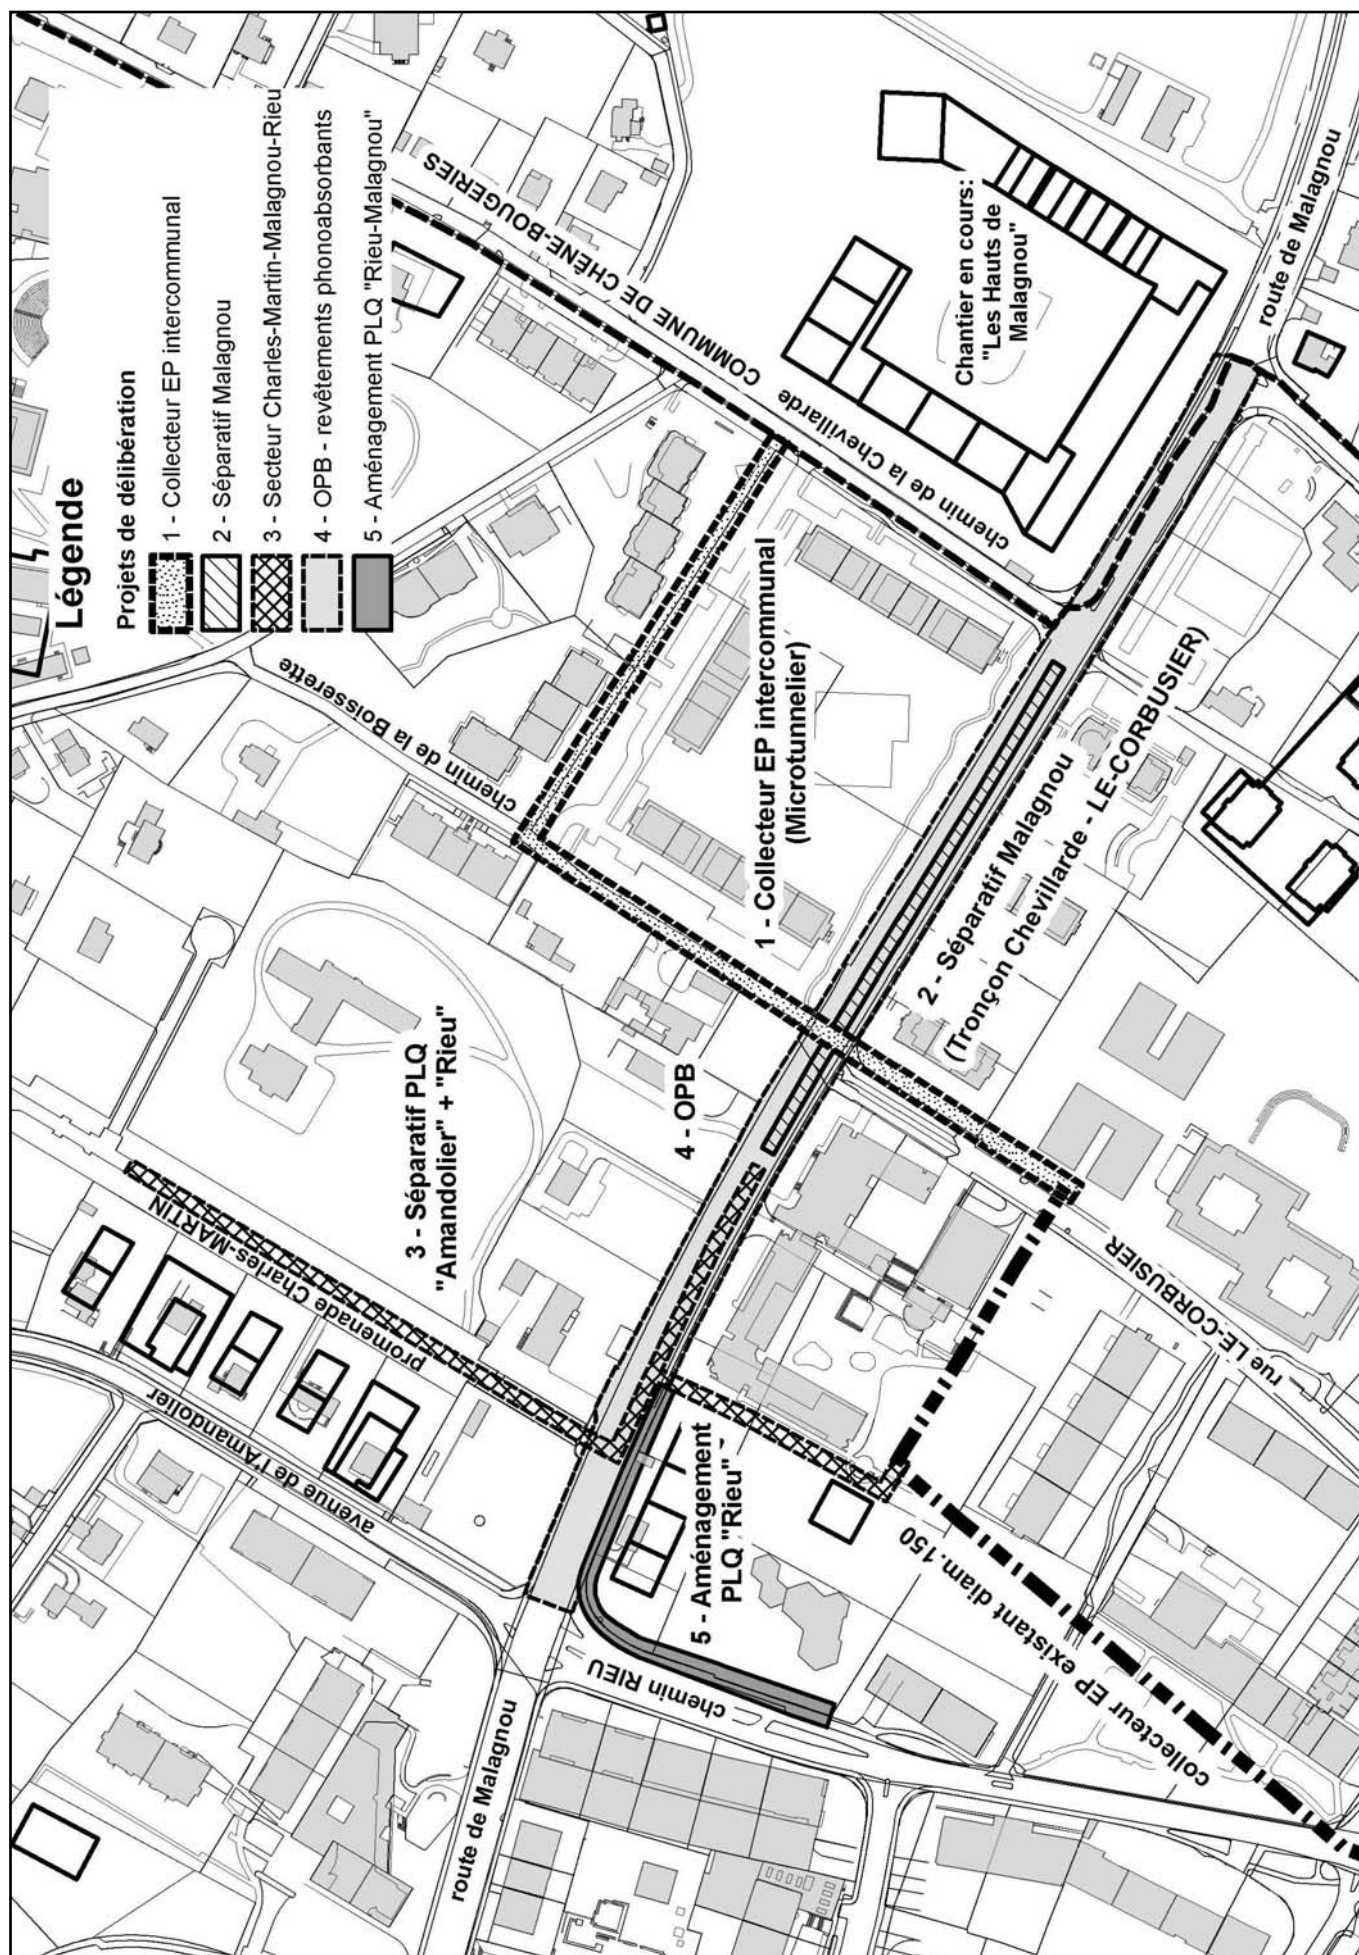 Légende
Projets de délibération
1 - Collecteur EP intercommunal
2 - Séparatif Malagnou
3 - Secteur Charles-Martin-Malagnou-Rieu
4 - OPB - revêtements phonoabsorbants
5 - Aménagement PLQ "Rieu-Malagnou"
COMMUNE DE CHÊNE-BOUGERIES
chemin de la Chevillarde
Chantier en cours:
"Les Hauts de
Malagnou"
route de Malagnou
chemin de la Boisserette
1 - Collecteur EP intercommunal
(Microtunnelier)
2 - Séparatif Malagnou
(Tronçon Chevillarde - LE-CORBUSIER)
3 - Séparatif PLQ
"Amandolier" + "Rieu"
4 - OPB
promenade Charles-MARTIN
avenue de l'Amandolier
5 - Aménagement
PLQ "Rieu"
chemin RIEU
route de Malagnou
rue LE-CORBUSIER
collecteur EP existant diam.150